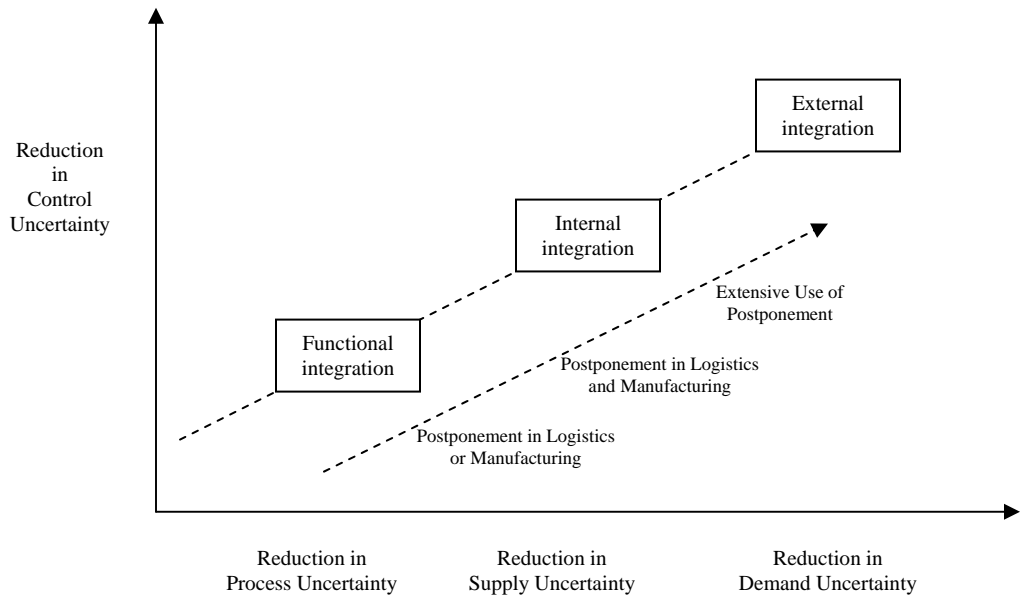 External
integration
Reduction
in
Control
Uncertainty
Internal
integration
Extensive Use of
Postponement
Functional
integration
Postponement in Logistics
and Manufacturing
Postponement in Logistics
or Manufacturing
Reduction in
Process Uncertainty
Reduction in
Supply Uncertainty
Reduction in
Demand Uncertainty